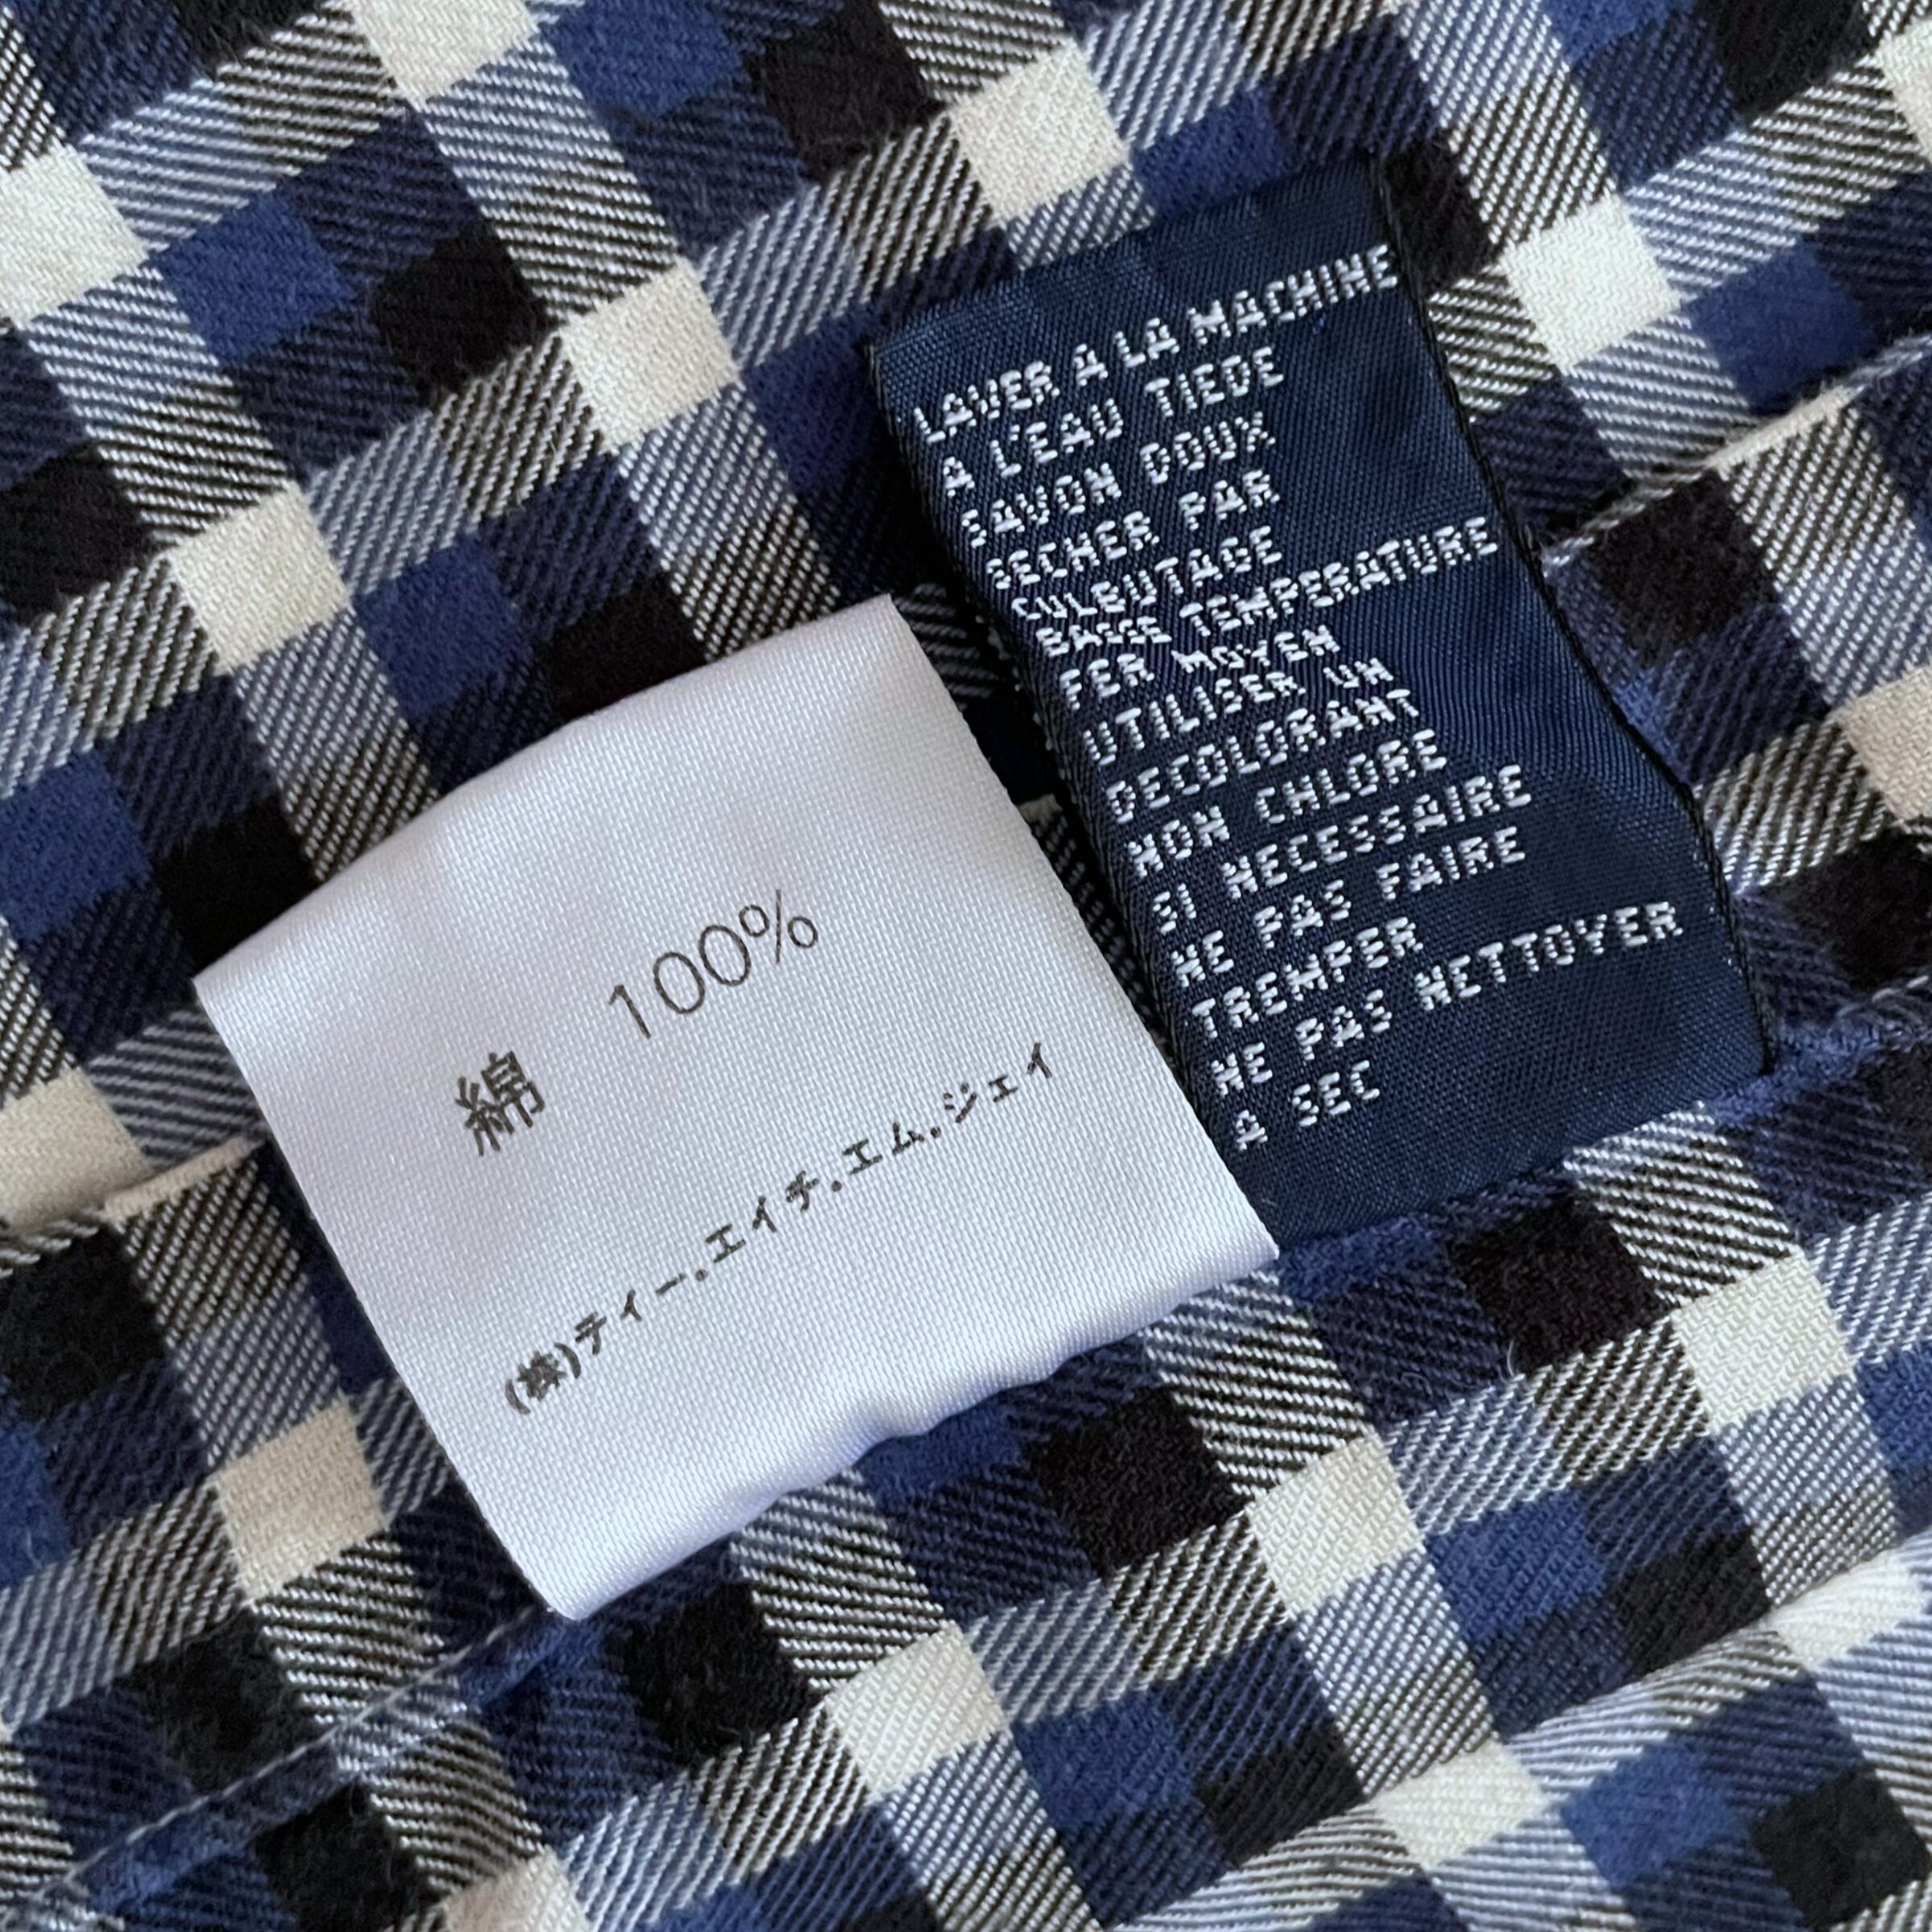 綿 100%
(株)ティー.エイチ.エム.ジェイ
LAVER A LA MACHINE
A L'EAU TIEDE
SAVON DOUX
SECHER PAR
CULBUTAGE
BASSE TEMPERATURE
FER MOYEN
UTILISER UN
DECOLORANT
NON CHLORE
SI NECESSAIRE
NE PAS FAIRE
TREMPER
NE PAS NETTOYER
A SEC